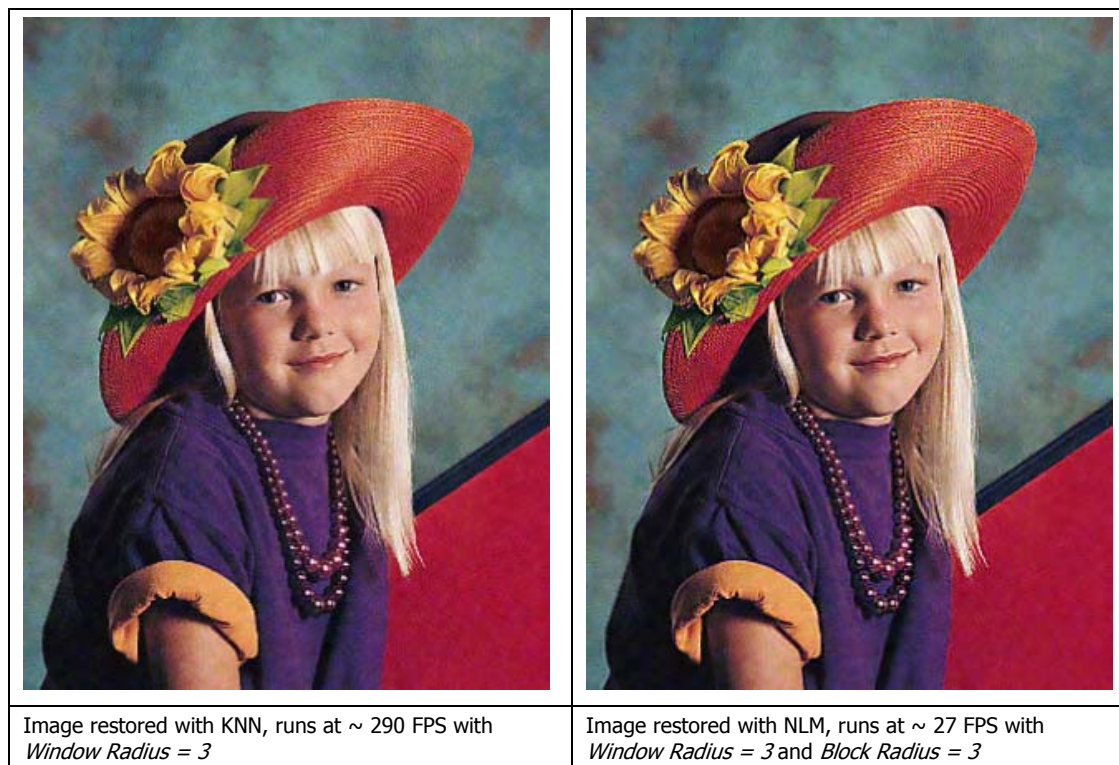 Image restored with KNN, runs at ~ 290 FPS with
Window Radius = 3
Image restored with NLM, runs at ~ 27 FPS with
Window Radius = 3 and Block Radius = 3